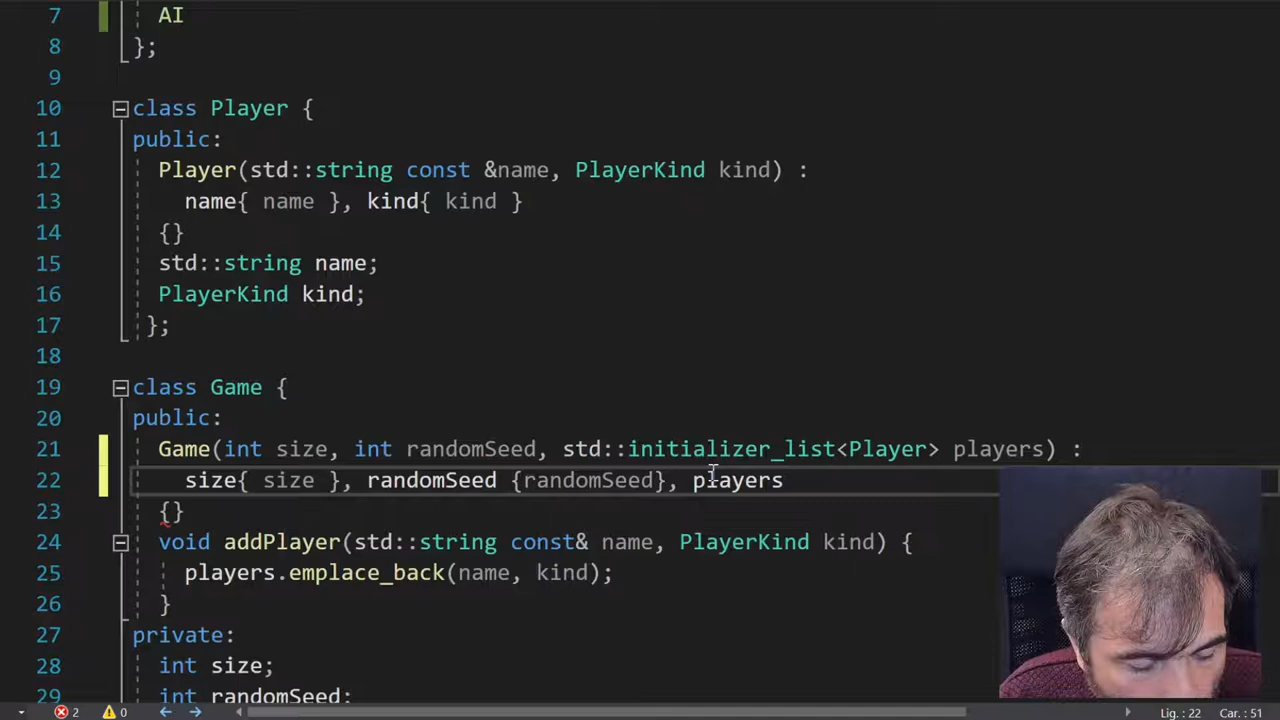 7 AI
8 };
9
10 class Player {
11 public:
12 Player(std::string const &name, PlayerKind kind) :
13 name{ name }, kind{ kind }
14 {}
15 std::string name;
16 PlayerKind kind;
17 };
18
19 class Game {
20 public:
21 Game(int size, int randomSeed, std::initializer_list<Player> players) :
22 size{ size }, randomSeed {randomSeed}, players
23 {}
24 void addPlayer(std::string const& name, PlayerKind kind) {
25 players.emplace_back(name, kind);
26 }
27 private:
28 int size;
29 int randomSeed;
2 0 Lig. : 22 Car. : 51